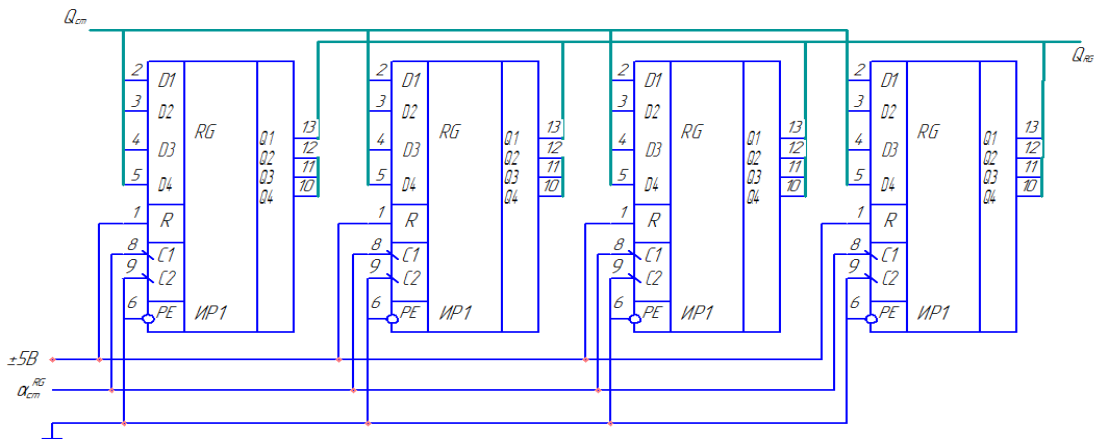 Qcm
QRG
2 D1 2 D1 2 D1 2 D1
3 D2 3 D2 3 D2 3 D2
RG Q1 13 RG Q1 13 RG Q1 13 RG Q1 13
4 D3 Q2 12 4 D3 Q2 12 4 D3 Q2 12 4 D3 Q2 12
Q3 11 Q3 11 Q3 11 Q3 11
5 D4 Q4 10 5 D4 Q4 10 5 D4 Q4 10 5 D4 Q4 10
1 R 1 R 1 R 1 R
8 C1 8 C1 8 C1 8 C1
9 C2 9 C2 9 C2 9 C2
6 PE ИР1 6 PE ИР1 6 PE ИР1 6 PE ИР1
±5В
αcmRG